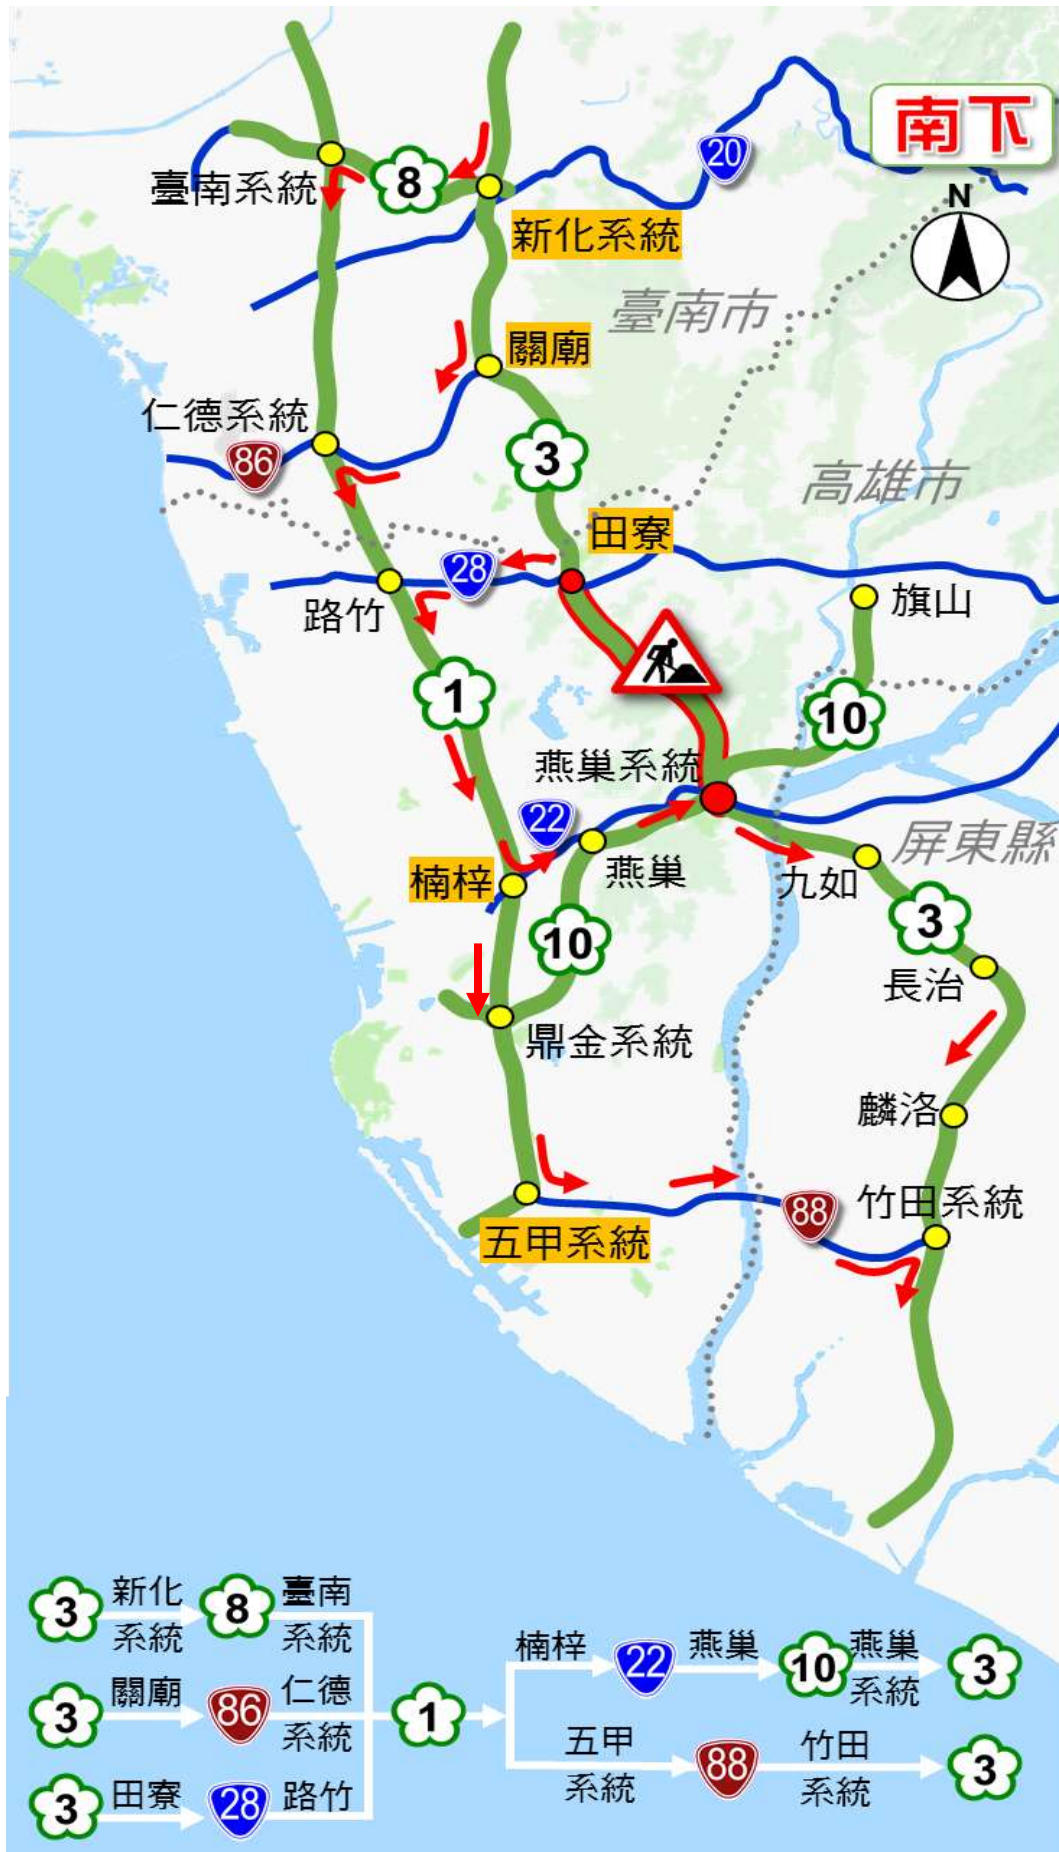 南下
20
N
8
臺南系統
新化系統
臺南市
關廟
仁德系統
86
3
高雄市
田寮
28
路竹
旗山
1
10
燕巢系統
22
屏東縣
燕巢
楠梓
九如
3
10
長治
鼎金系統
麟洛
竹田系統
88
五甲系統
3
新化
系統
8
臺南
系統
3
關廟
86
仁德
系統
3
田寮
28
路竹
1
楠梓
22
燕巢
10
燕巢
系統
3
五甲
系統
88
竹田
系統
3